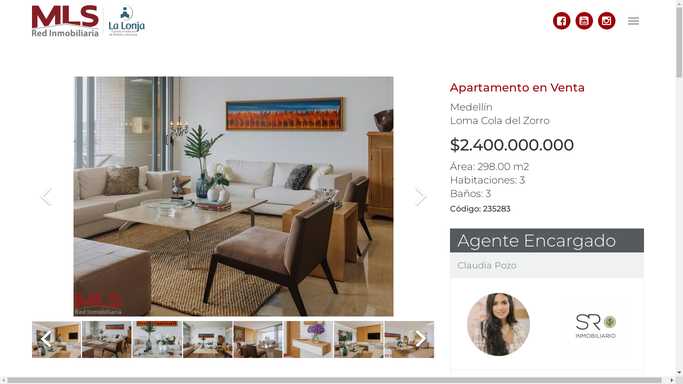 MLS
Red Inmobiliaria
La Lonja
Apartamento en Venta
Medellín
Loma Cola del Zorro
$2.400.000.000
Área: 298.00 m2
Habitaciones: 3
Baños: 3
Código: 235283
Agente Encargado
Claudia Pozo
MLS
Red Inmobiliaria
SR
INMOBILIARIO